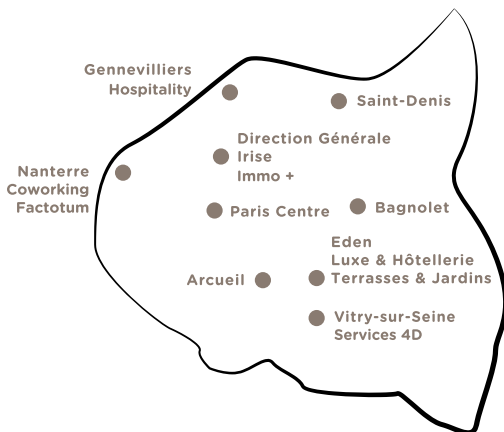 Gennevilliers
Hospitality
Saint-Denis
Direction Générale
Irise
Immo +
Nanterre
Coworking
Factotum
Paris Centre
Bagnolet
Eden
Luxe & Hôtellerie
Terrasses & Jardins
Arcueil
Vitry-sur-Seine
Services 4D